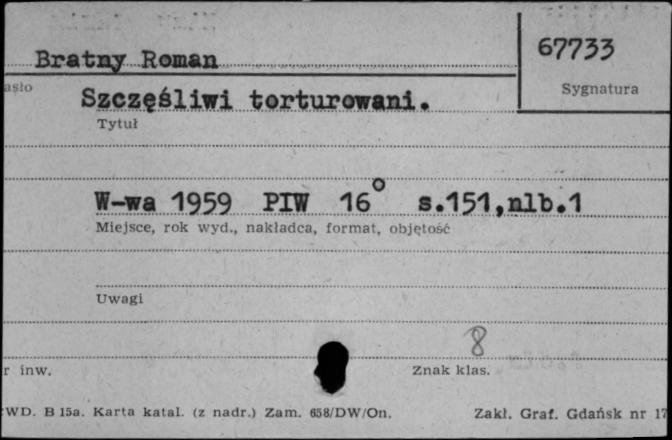 67733
Bratny Roman
asło
Sygnatura
Szczęśliwi torturowani.
Tytuł
W-wa 1959 PIW 16° s.151,nlb.1
Miejsce, rok wyd., nakładca, format, objętość
Uwagi
8
r inw.
Znak klas.
WD. B 15a. Karta katal. (z nadr.) Zam. 658/DW/On.
Zakł. Graf. Gdańsk nr 17